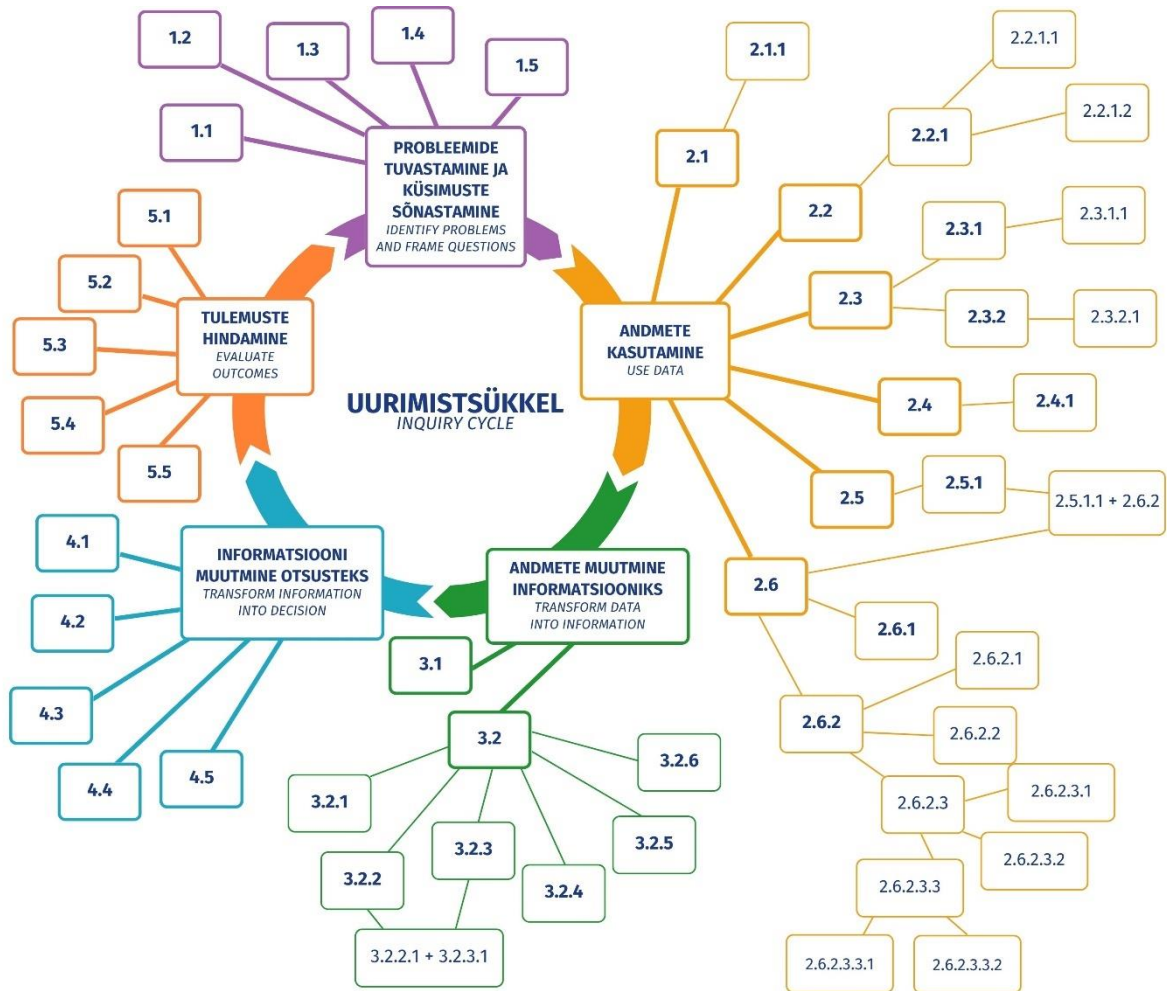 1.2
1.3
1.4
1.5
1.1
PROBLEEMIDE
TUVASTAMINE JA
KÜSIMUSTE
SÕNASTAMINE
IDENTIFY PROBLEMS
AND FRAME QUESTIONS
2.1.1
2.1
2.2.1.1
2.2.1.2
2.2.1
2.2
2.3.1.1
2.3.1
2.3
2.3.2
2.3.2.1
ANDMETE
KASUTAMINE
USE DATA
2.4
2.4.1
2.5
2.5.1
2.5.1.1 + 2.6.2
2.6
2.6.1
2.6.2
2.6.2.1
2.6.2.2
2.6.2.3
2.6.2.3.1
2.6.2.3.2
2.6.2.3.3
2.6.2.3.3.1
2.6.2.3.3.2
5.1
5.2
5.3
5.4
5.5
TULEMUSTE
HINDAMINE
EVALUATE
OUTCOMES
UURIMISTSÜKKEL
INQUIRY CYCLE
INFORMATSIOONI
MUUTMINE OTSUSTEKS
TRANSFORM INFORMATION
INTO DECISION
4.1
4.2
4.3
4.4
4.5
ANDMETE MUUTMINE
INFORMATSIOONIKS
TRANSFORM DATA
INTO INFORMATION
3.1
3.2
3.2.1
3.2.2
3.2.3
3.2.4
3.2.5
3.2.6
3.2.2.1 + 3.2.3.1